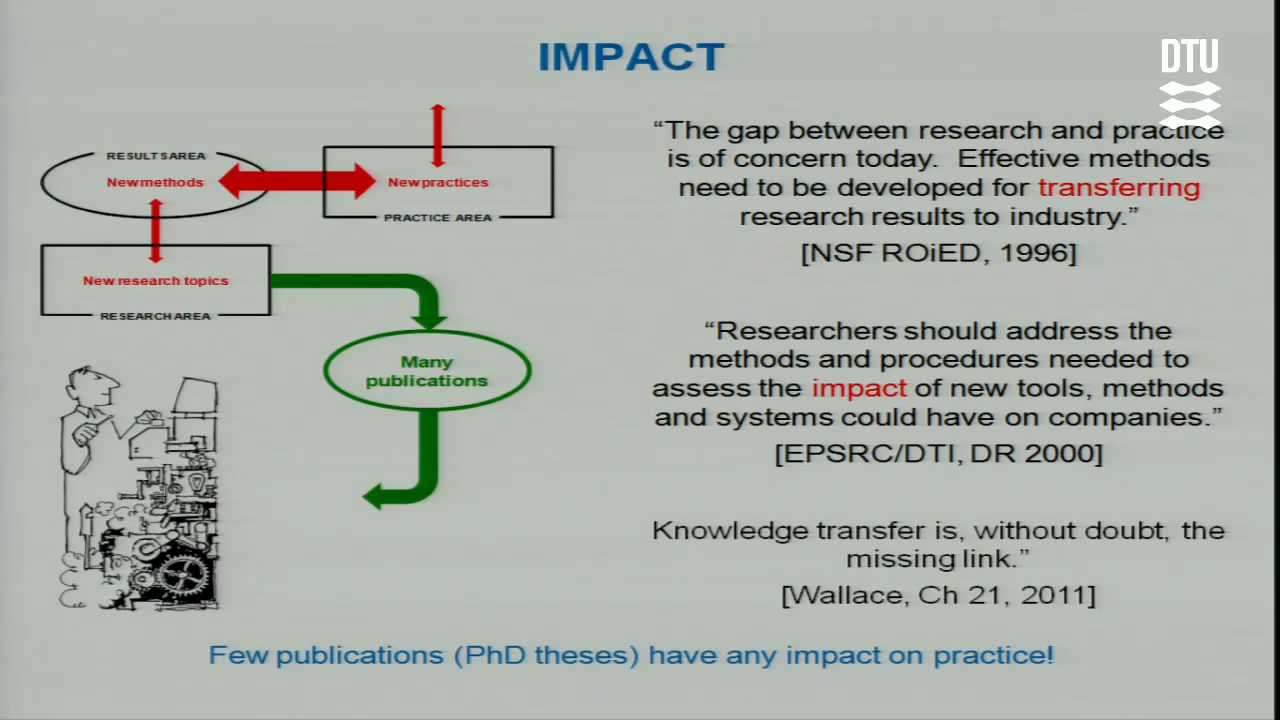 IMPACT
DTU
RESULTS AREA
New methods
New practices
PRACTICE AREA
New research topics
RESEARCH AREA
Many
publications
“The gap between research and practice
is of concern today. Effective methods
need to be developed for transferring
research results to industry.”
[NSF ROiED, 1996]
“Researchers should address the
methods and procedures needed to
assess the impact of new tools, methods
and systems could have on companies.”
[EPSRC/DTI, DR 2000]
Knowledge transfer is, without doubt, the
missing link.”
[Wallace, Ch 21, 2011]
Few publications (PhD theses) have any impact on practice!